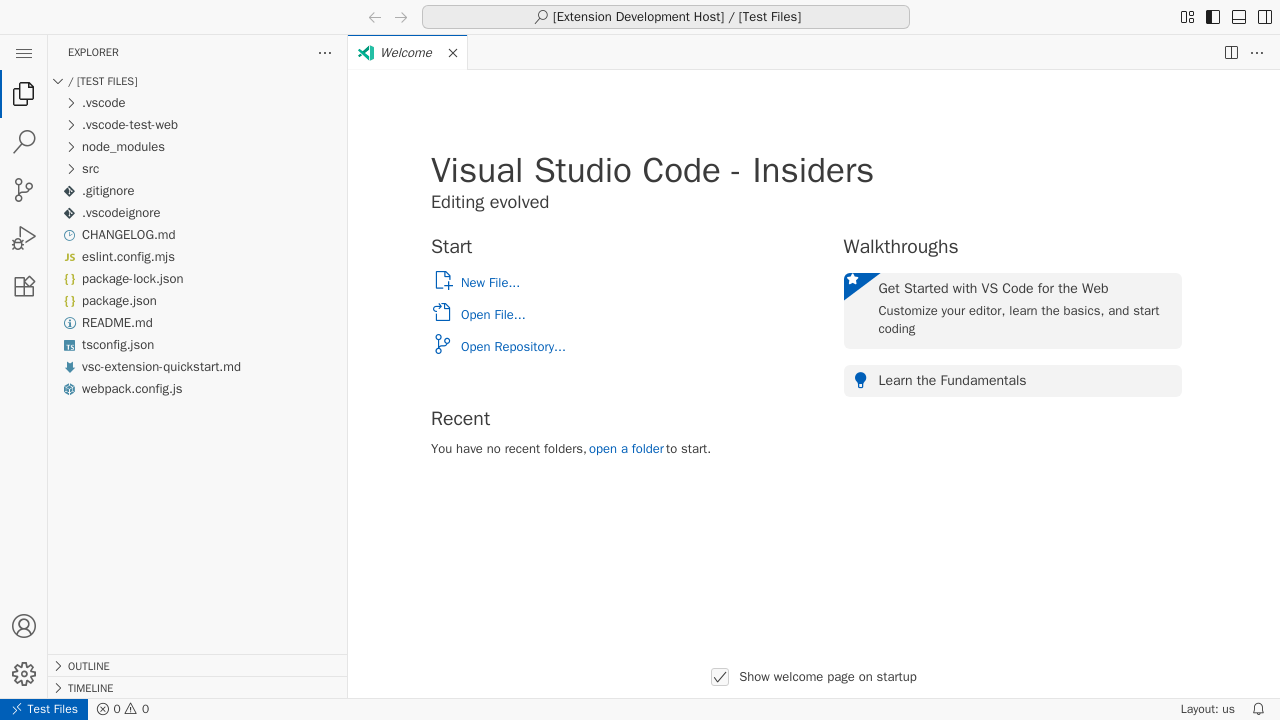 [Extension Development Host] / [Test Files]
EXPLORER
Welcome
/ [TEST FILES]
.vscode
.vscode-test-web
node_modules
src
.gitignore
.vscodeignore
CHANGELOG.md
eslint.config.mjs
package-lock.json
package.json
README.md
tsconfig.json
vsc-extension-quickstart.md
webpack.config.js
OUTLINE
TIMELINE
Visual Studio Code - Insiders
Editing evolved
Start
New File...
Open File...
Open Repository...
Recent
You have no recent folders, open a folder to start.
Walkthroughs
Get Started with VS Code for the Web
Customize your editor, learn the basics, and start
coding
Learn the Fundamentals
Show welcome page on startup
Test Files
0
0
Layout: us